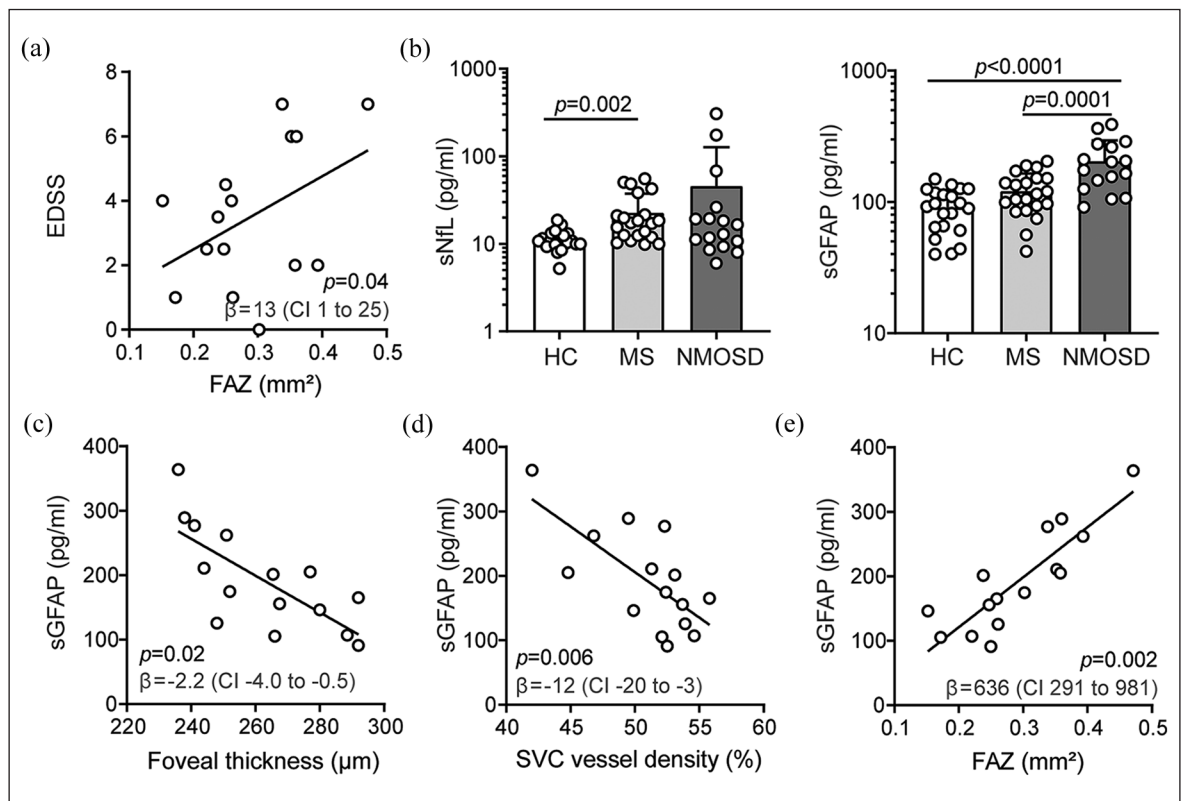 (a)
EDSS
8
6
4
2
0
p=0.04
β=13 (CI 1 to 25)
0.1 0.2 0.3 0.4 0.5
FAZ (mm²)
(b)
sNfL (pg/ml)
1000
100
10
1
p=0.002
HC MS NMOSD
sGFAP (pg/ml)
1000
100
10
p<0.0001
p=0.0001
HC MS NMOSD
(c)
sGFAP (pg/ml)
400
300
200
100
0
p=0.02
β=-2.2 (CI -4.0 to -0.5)
220 240 260 280 300
Foveal thickness (µm)
(d)
sGFAP (pg/ml)
400
300
200
100
0
p=0.006
β=-12 (CI -20 to -3)
40 45 50 55 60
SVC vessel density (%)
(e)
sGFAP (pg/ml)
400
300
200
100
0
p=0.002
β=636 (CI 291 to 981)
0.1 0.2 0.3 0.4 0.5
FAZ (mm²)